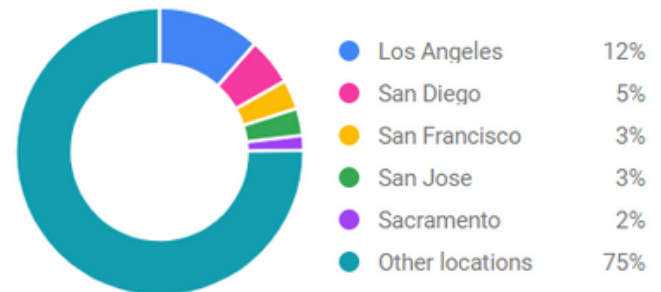 Los Angeles 12%
San Diego 5%
San Francisco 3%
San Jose 3%
Sacramento 2%
Other locations 75%